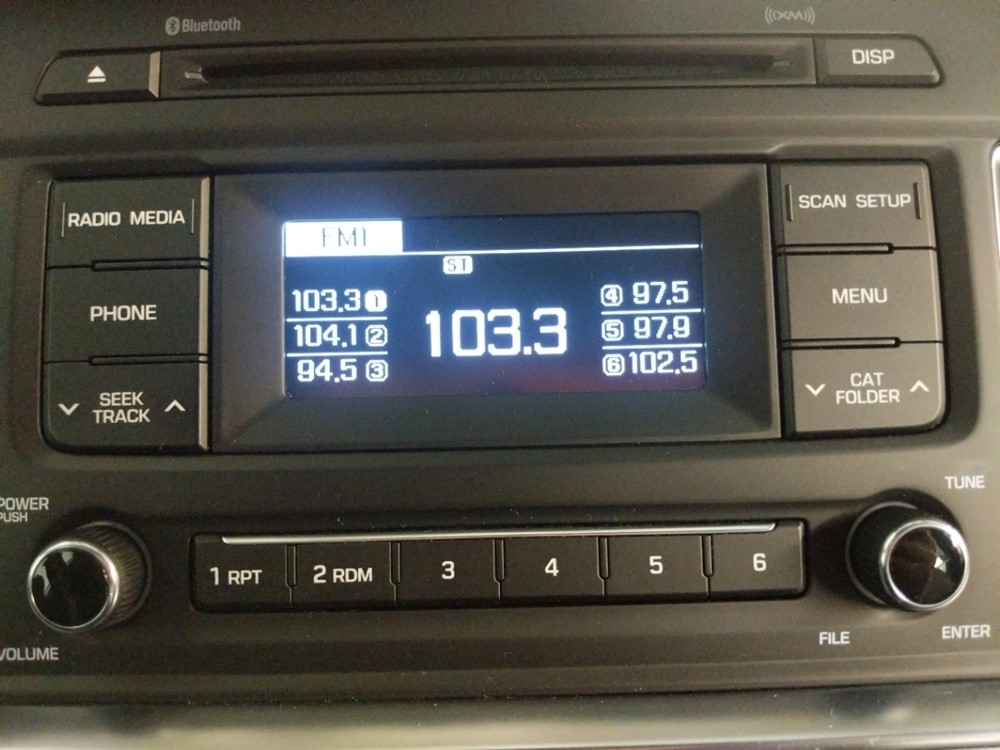 Bluetooth
((XM))
DISP
RADIO MEDIA
SCAN SETUP
FM1
ST
PHONE
MENU
103.3 1
104.1 2
94.5 3
103.3
4 97.5
5 97.9
6 102.5
SEEK
TRACK
CAT
FOLDER
POWER
PUSH
TUNE
1 RPT
2 RDM
3
4
5
6
VOLUME
FILE
ENTER